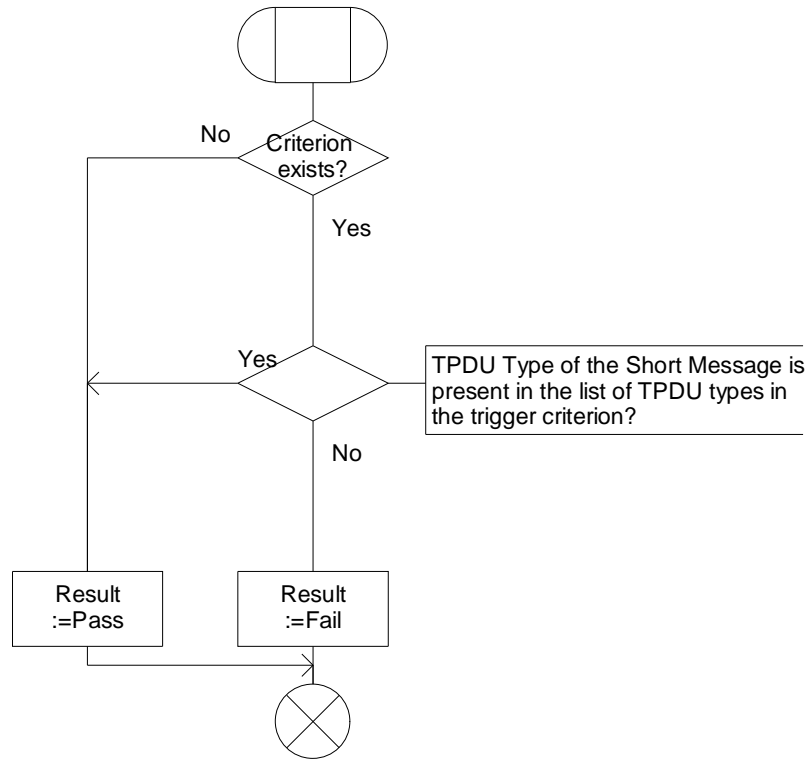 No
Criterion
exists?
Yes
Yes
TPDU Type of the Short Message is
present in the list of TPDU types in
the trigger criterion?
No
Result
:=Pass
Result
:=Fail